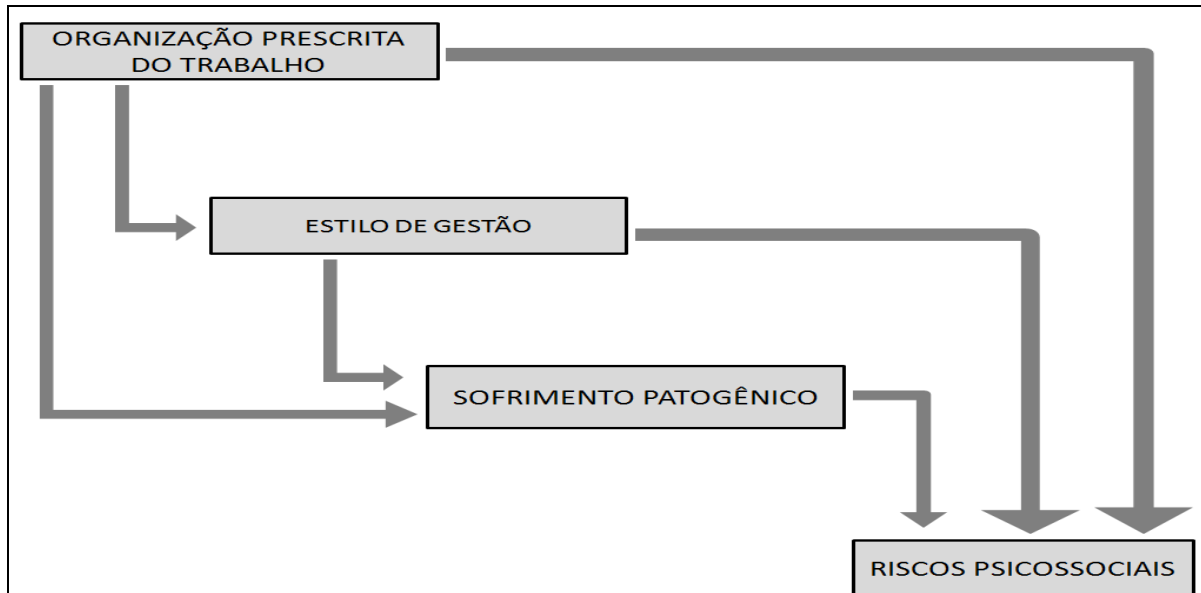 ORGANIZAÇÃO PRESCRITA
DO TRABALHO
ESTILO DE GESTÃO
SOFRIMENTO PATOGÊNICO
RISCOS PSICOSSOCIAIS